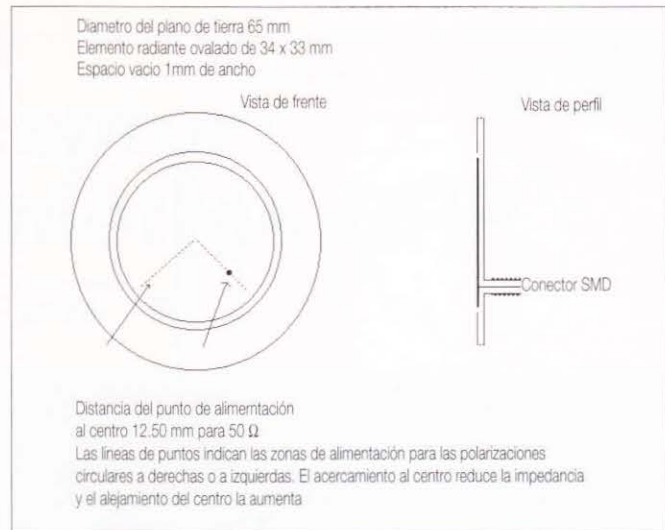 Diametro del plano de tierra 65 mm
Elemento radiante ovalado de 34 x 33 mm
Espacio vacio 1mm de ancho
Vista de frente
Vista de perfil
Conector SMD
Distancia del punto de alimerntación
al centro 12.50 mm para 50 Ω
Las líneas de puntos indican las zonas de alimentación para las polarizaciones
circulares a derechas o a izquierdas. El acercamiento al centro reduce la impedancia
y el alejamiento del centro la aumenta